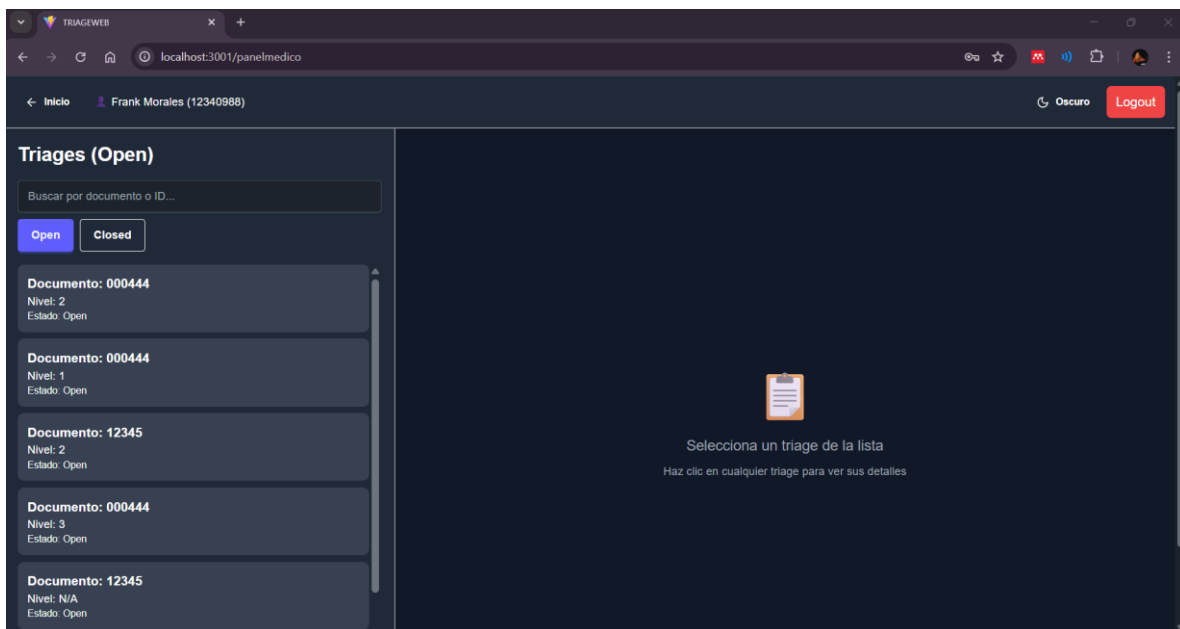 TRIAGEWEB
localhost:3001/panelmedico
← Inicio
Frank Morales (12340988)
Oscuro
Logout
Triages (Open)
Buscar por documento o ID...
Open
Closed
Documento: 000444
Nivel: 2
Estado: Open
Documento: 000444
Nivel: 1
Estado: Open
Documento: 12345
Nivel: 2
Estado: Open
Documento: 000444
Nivel: 3
Estado: Open
Documento: 12345
Nivel: N/A
Estado: Open
Selecciona un triage de la lista
Haz clic en cualquier triage para ver sus detalles